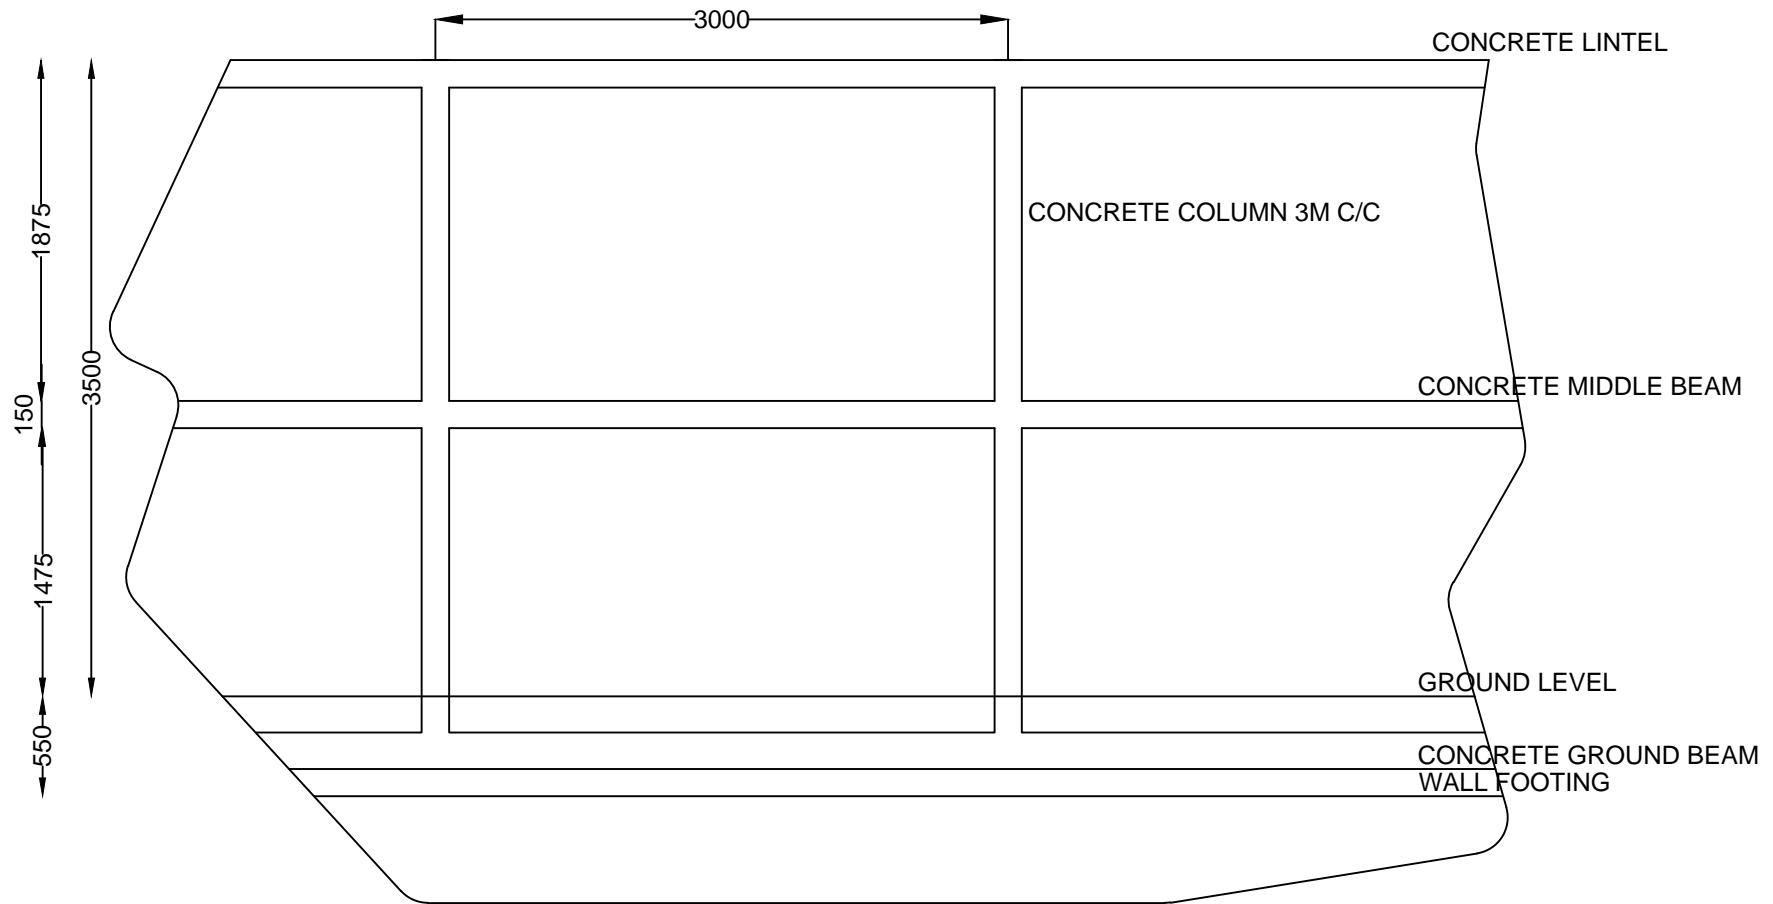 3000
CONCRETE LINTEL
1875
CONCRETE COLUMN 3M C/C
3500
CONCRETE MIDDLE BEAM
150
1475
GROUND LEVEL
550
CONCRETE GROUND BEAM
WALL FOOTING